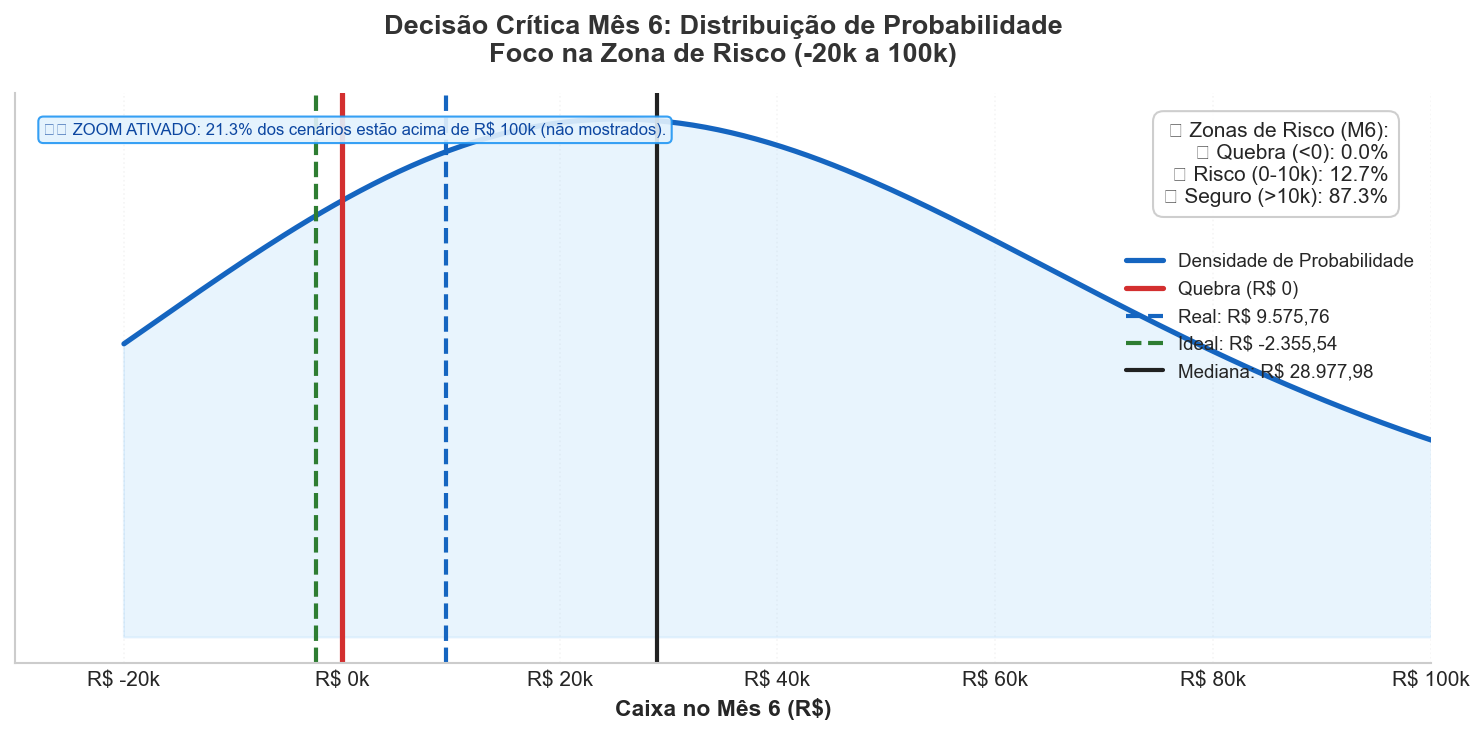 Decisão Crítica Mês 6: Distribuição de Probabilidade
Foco na Zona de Risco (-20k a 100k)
ZOOM ATIVADO: 21.3% dos cenários estão acima de R$ 100k (não mostrados).
Zonas de Risco (M6):
Quebra (<0): 0.0%
Risco (0-10k): 12.7%
Seguro (>10k): 87.3%
Densidade de Probabilidade
Quebra (R$ 0)
Real: R$ 9.575,76
Ideal: R$ -2.355,54
Mediana: R$ 28.977,98
R$ -20k
R$ 0k
R$ 20k
R$ 40k
R$ 60k
R$ 80k
R$ 100k
Caixa no Mês 6 (R$)